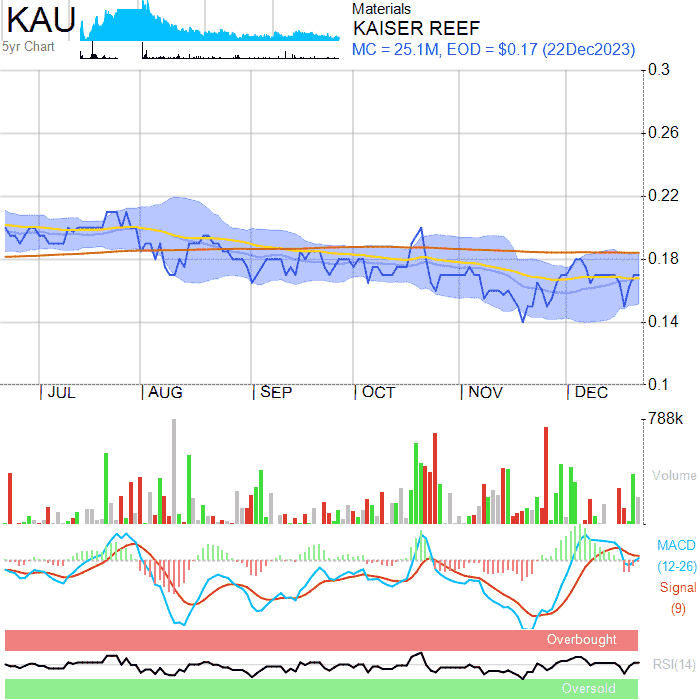 KAU
5yr Chart
Materials
KAISER REEF
MC = 25.1M, EOD = $0.17 (22Dec2023)
0.3
0.26
0.22
0.18
0.14
0.1
JUL AUG SEP OCT NOV DEC
788k
Volume
MACD
(12-26)
Signal
(9)
Overbought
RSI(14)
Oversold